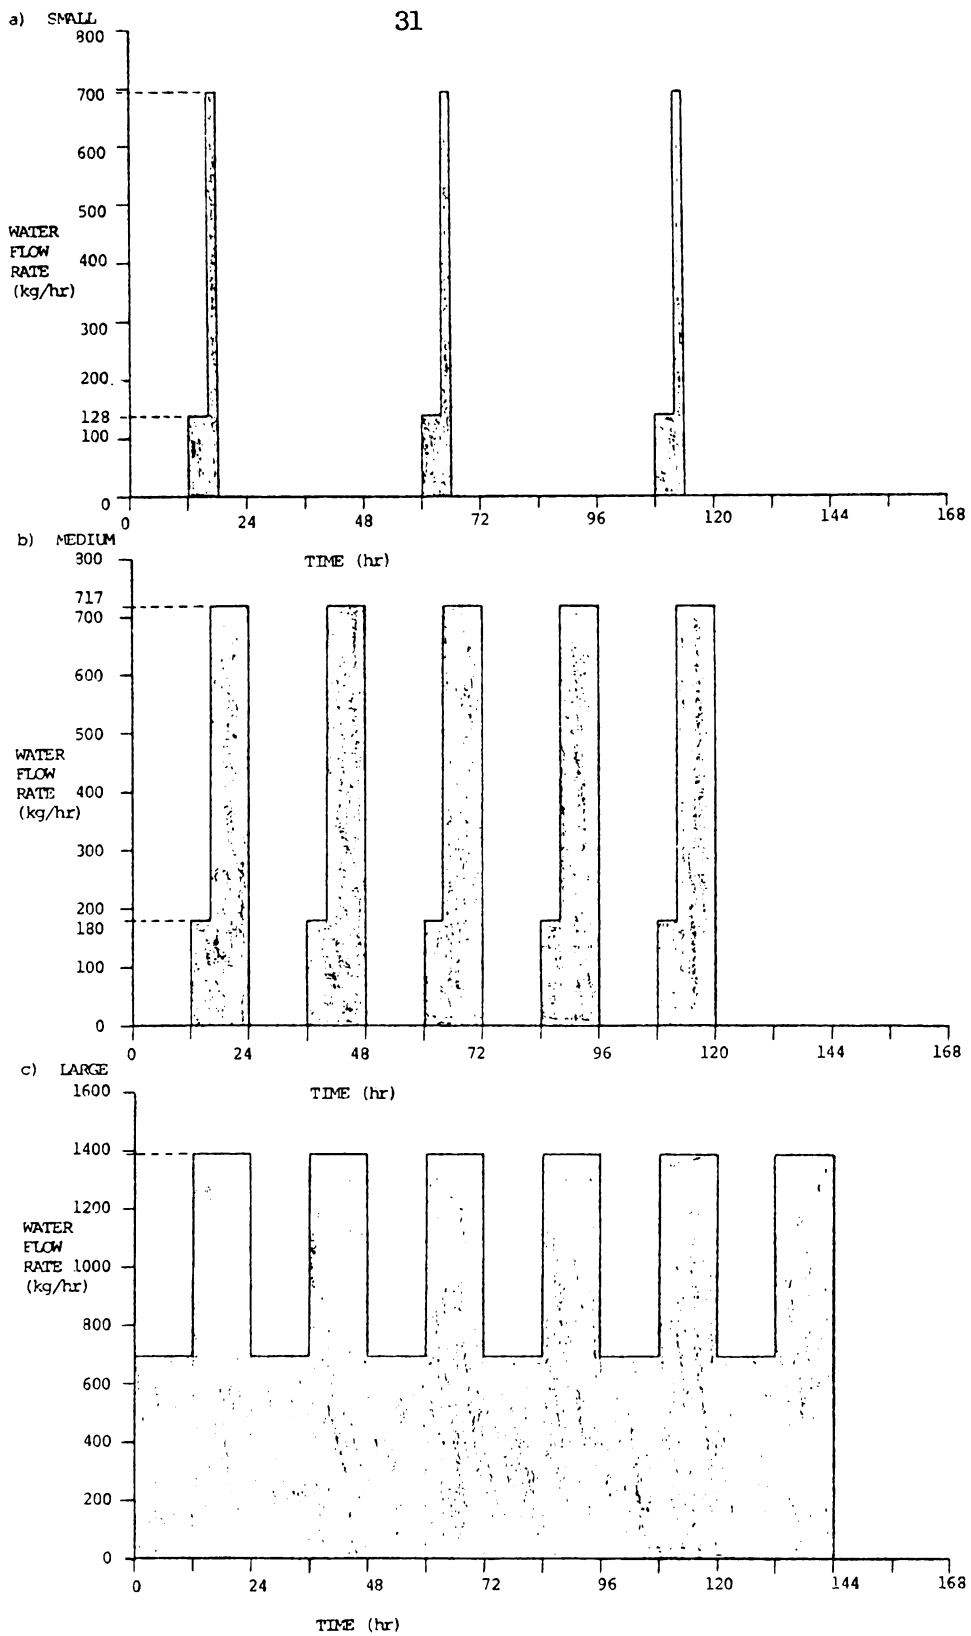 31
a) SMALL
800
700
600
500
WATER
FLOW
RATE
(kg/hr)
400
300
200
128
100
0
0 24 48 72 96 120 144 168
TIME (hr)
b) MEDIUM
300
717
700
600
500
WATER
FLOW
RATE
(kg/hr)
400
300
200
180
100
0
0 24 48 72 96 120 144 168
TIME (hr)
c) LARGE
1600
1400
1200
WATER
FLOW
RATE
(kg/hr)
1000
800
600
400
200
0
0 24 48 72 96 120 144 168
TIME (hr)